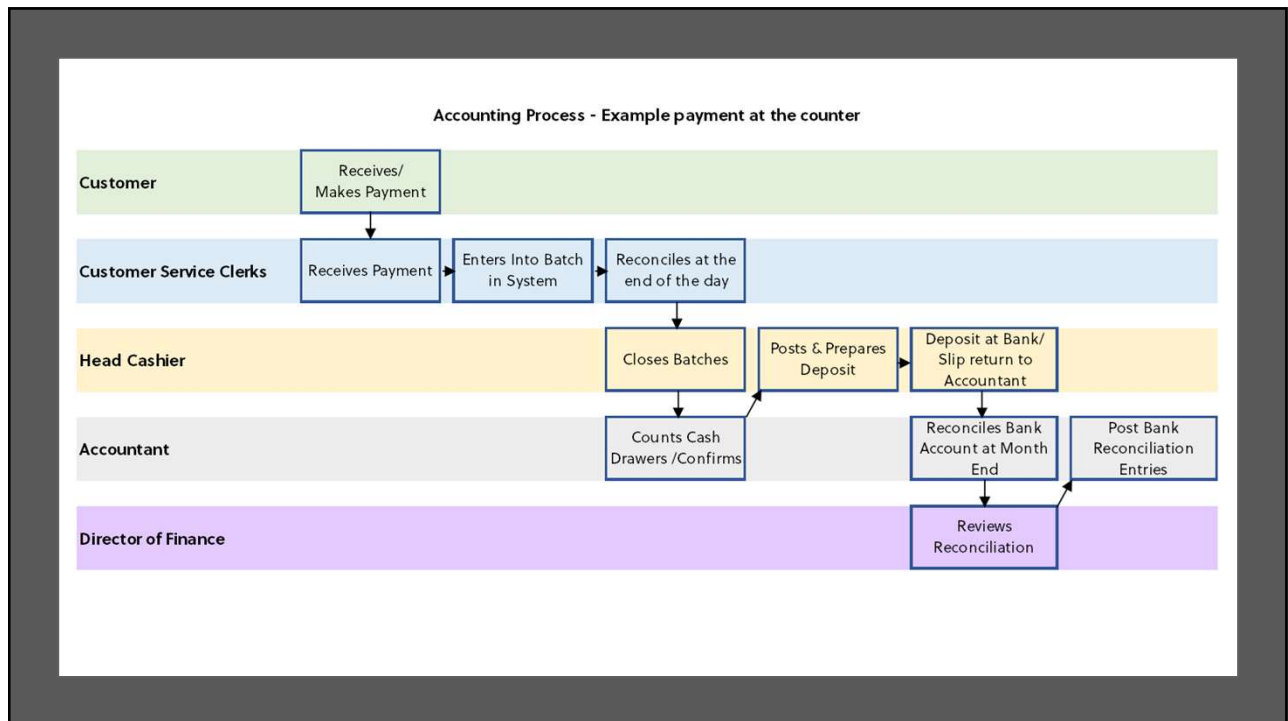 Accounting Process - Example payment at the counter
Customer
Receives/
Makes Payment
Customer Service Clerks
Receives Payment
Enters Into Batch
in System
Reconciles at the
end of the day
Head Cashier
Closes Batches
Posts & Prepares
Deposit
Deposit at Bank/
Slip return to
Accountant
Accountant
Counts Cash
Drawers /Confirms
Reconciles Bank
Account at Month
End
Post Bank
Reconciliation
Entries
Director of Finance
Reviews
Reconciliation